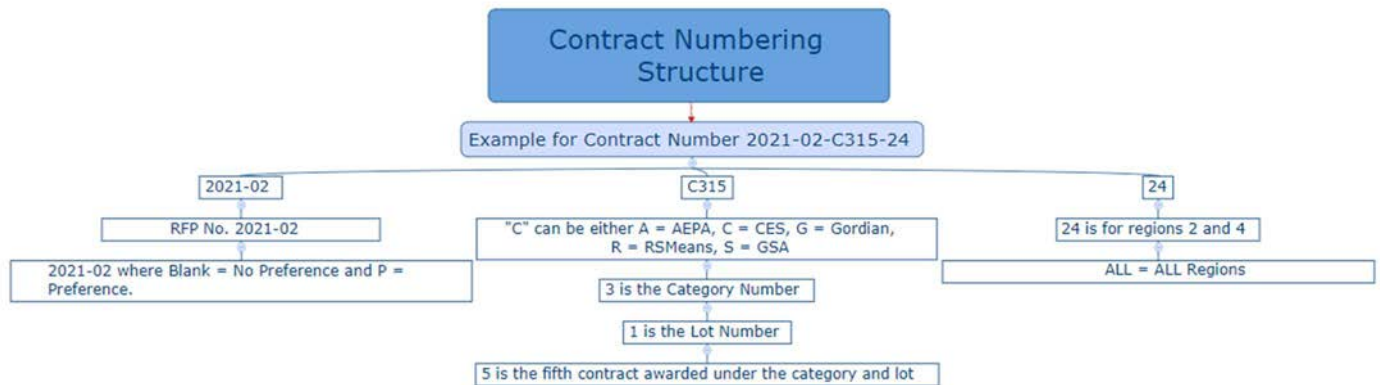 Contract Numbering
Structure
Example for Contract Number 2021-02-C315-24
2021-02
RFP No. 2021-02
2021-02 where Blank = No Preference and P =
Preference.
C315
"C" can be either A = AEPA, C = CES, G = Gordian,
R = RSMeans, S = GSA
3 is the Category Number
1 is the Lot Number
5 is the fifth contract awarded under the category and lot
24
24 is for regions 2 and 4
ALL = ALL Regions